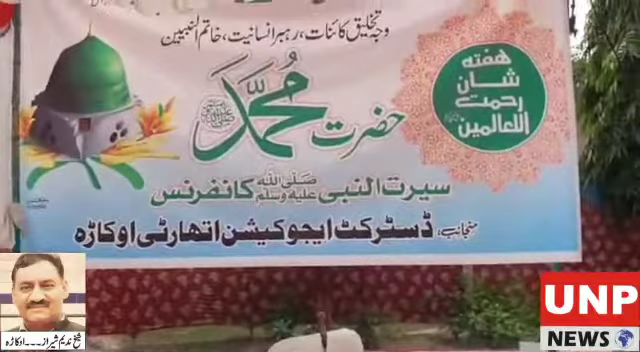 وجہ تخلیق کائنات، رہبر انسانیت، خاتم النبیین
حضرت محمد ﷺ
ھفتہ
شان
رحمت
اللعالمین
سیرت النبی صلی اللہ علیہ وسلم کانفرنس
منجانب، ڈسٹرکٹ ایجوکیشن اتھارٹی اوکاڑہ
شیخ ندیم شیراز ۔۔۔ اوکاڑہ
UNP
NEWS